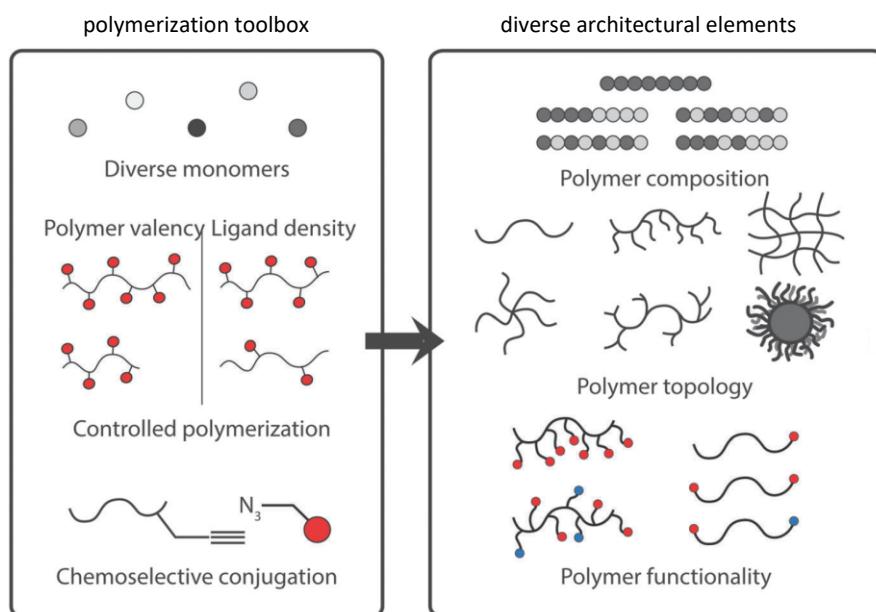 polymerization toolbox
diverse architectural elements
Diverse monomers
Polymer valency Ligand density
Controlled polymerization
N3
Chemoselective conjugation
Polymer composition
Polymer topology
Polymer functionality